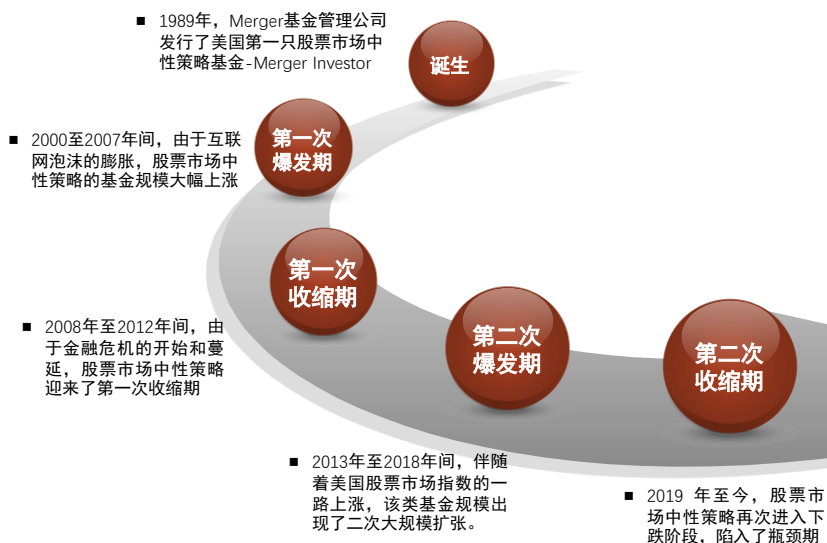 ■ 1989年，Merger基金管理公司
发行了美国第一只股票市场中
性策略基金-Merger Investor
诞生
第一次
爆发期
■ 2000至2007年间，由于互联
网泡沫的膨胀，股票市场中
性策略的基金规模大幅上涨
第一次
收缩期
■ 2008年至2012年间，由
于金融危机的开始和蔓
延，股票市场中性策略
迎来了第一次收缩期
第二次
爆发期
■ 2013年至2018年间，伴随
着美国股票市场指数的一
路上涨，该类基金规模出
现了二次大规模扩张。
第二次
收缩期
■ 2019 年至今，股票市
场中性策略再次进入下
跌阶段，陷入了瓶颈期